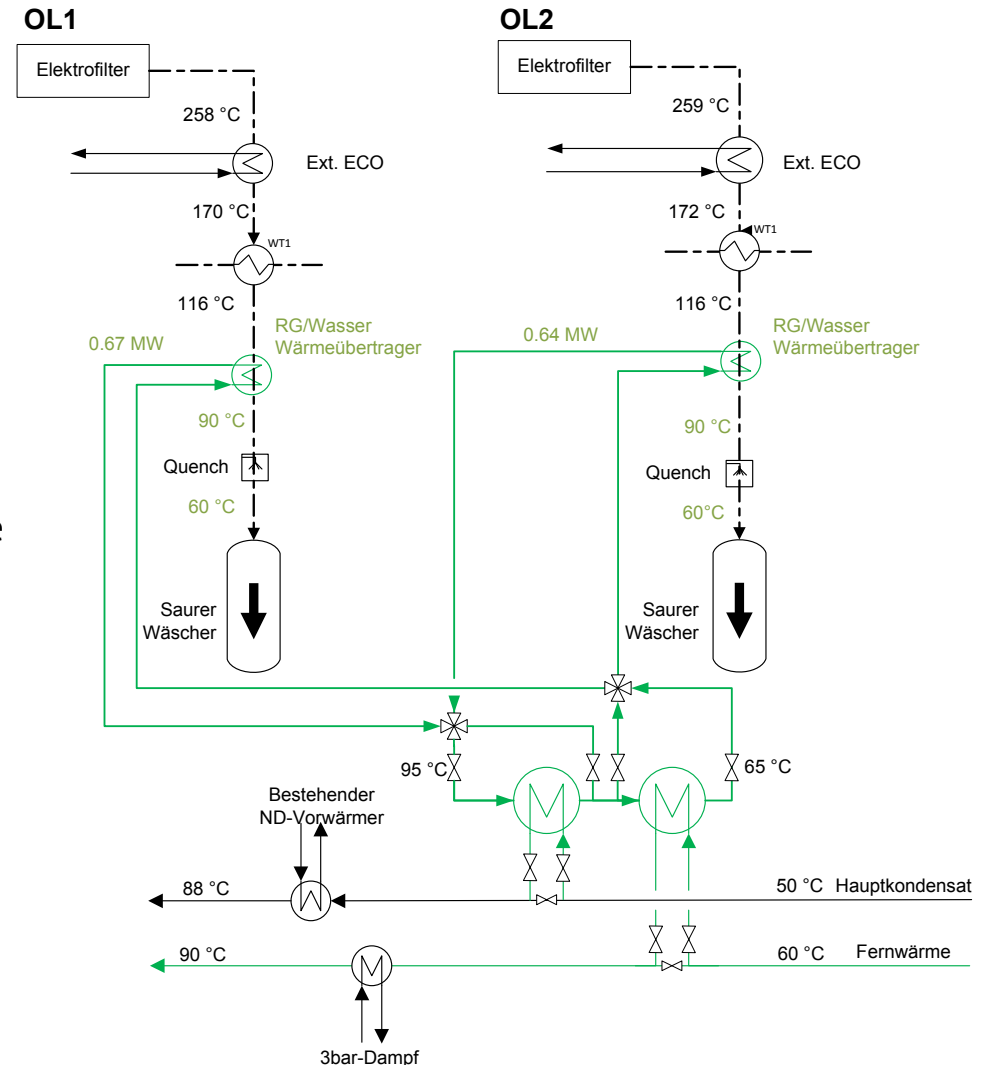 OL1
OL2
Elektrofilter
Elektrofilter
258 °C
259 °C
Ext. ECO
Ext. ECO
170 °C
172 °C
WT1
WT1
116 °C
116 °C
RG/Wasser
Wärmeübertrager
RG/Wasser
Wärmeübertrager
0.67 MW
0.64 MW
90 °C
90 °C
Quench
Quench
60 °C
60°C
e
Saurer
Wäscher
Saurer
Wäscher
95 °C
65 °C
Bestehender
ND-Vorwärmer
88 °C
50 °C Hauptkondensat
90 °C
60 °C Fernwärme
3bar-Dampf